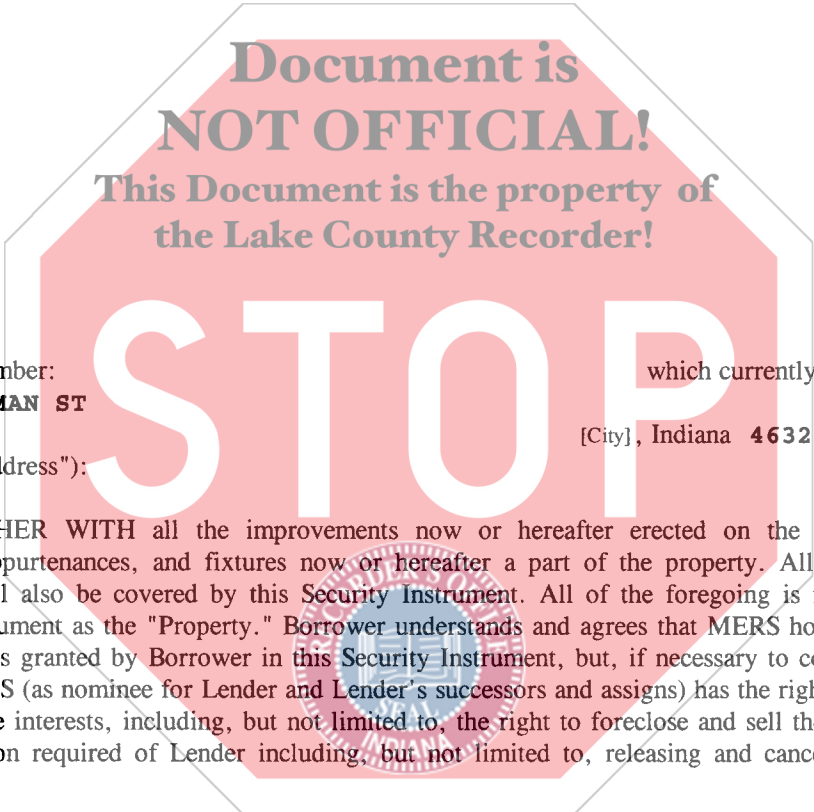 Document is
NOT OFFICIAL!
This Document is the property of
the Lake County Recorder!
STOP
mber: which currently
MAN ST
[City], Indiana 4632
ddress"):
HER WITH all the improvements now or hereafter erected on the
ppurtenances, and fixtures now or hereafter a part of the property. All
l also be covered by this Security Instrument. All of the foregoing is
ument as the "Property." Borrower understands and agrees that MERS ho
s granted by Borrower in this Security Instrument, but, if necessary to c
S (as nominee for Lender and Lender's successors and assigns) has the righ
e interests, including, but not limited to, the right to foreclose and sell th
on required of Lender including, but not limited to, releasing and canc
RECORDER'S OFFICE
SEAL
INDIANA